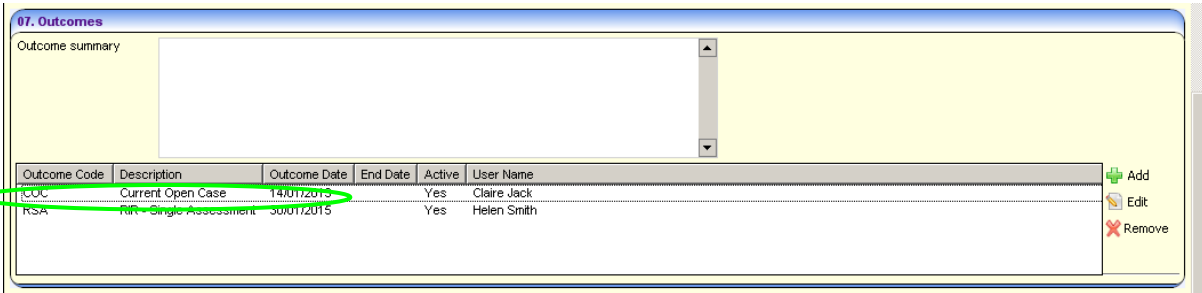 07. Outcomes
Outcome summary
Outcome Code Description Outcome Date End Date Active User Name
COC Current Open Case 14/01/2015 Yes Claire Jack
RSA RIR - Single Assessment 30/01/2015 Yes Helen Smith
Add
Edit
Remove